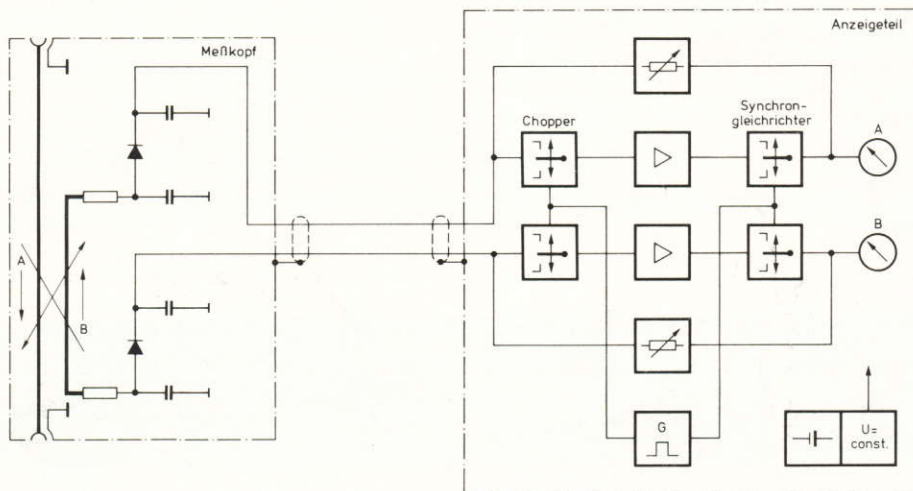 Meßkopf
A
B
Anzeigeteil
Chopper
Synchron-
gleichrichter
A
B
G
U=
const.